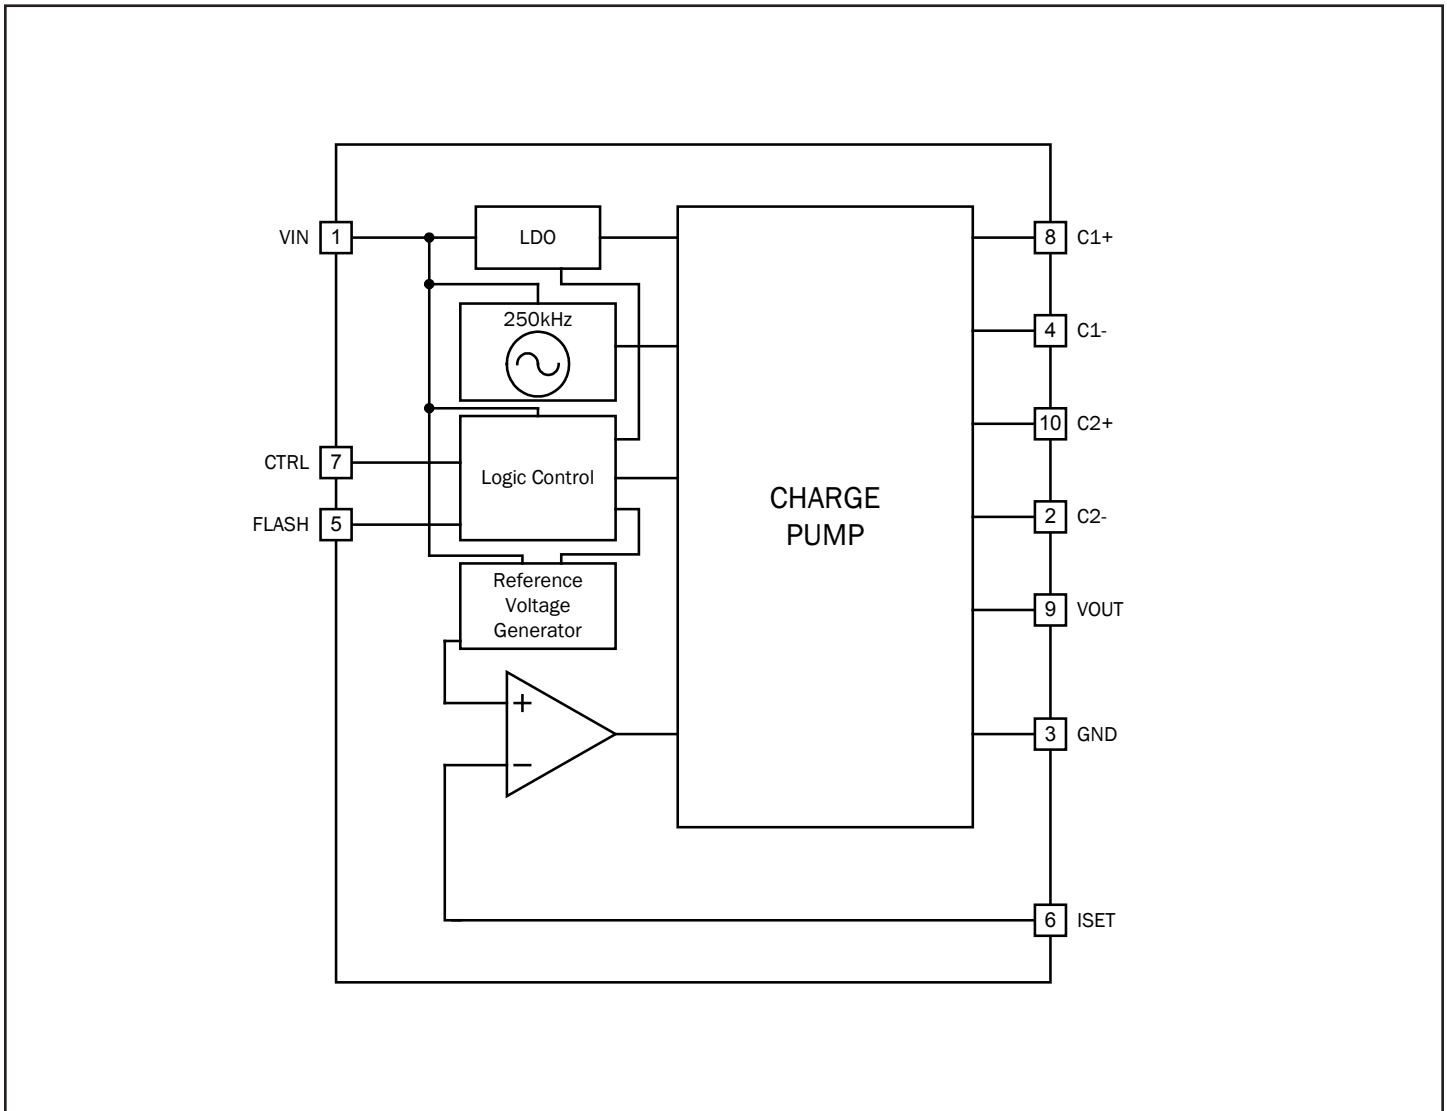 VIN 1
LDO
8 C1+
250kHz
4 C1-
10 C2+
CTRL 7
Logic Control
FLASH 5
CHARGE
PUMP
2 C2-
Reference
Voltage
Generator
9 VOUT
+
3 GND
−
6 ISET